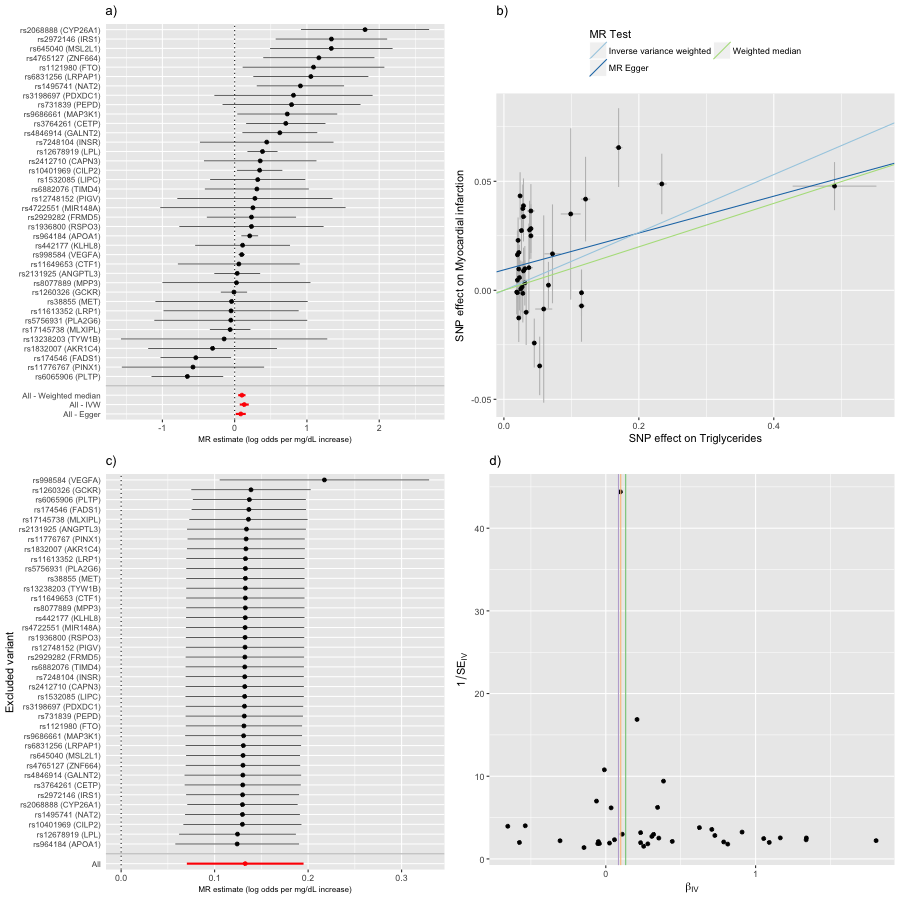 a)
rs2068888 (CYP26A1)
rs2972146 (IRS1)
rs645040 (MSL2L1)
rs4765127 (ZNF664)
rs1121980 (FTO)
rs6831256 (LRPAP1)
rs1495741 (NAT2)
rs3198697 (PDXDC1)
rs731839 (PEPD)
rs9686661 (MAP3K1)
rs3764261 (CETP)
rs4846914 (GALNT2)
rs7248104 (INSR)
rs12678919 (LPL)
rs2412710 (CAPN3)
rs10401969 (CILP2)
rs1532085 (LIPC)
rs6882076 (TIMD4)
rs12748152 (PIGV)
rs4722551 (MIR148A)
rs2929282 (FRMD5)
rs1936800 (RSPO3)
rs964184 (APOA1)
rs442177 (KLHL8)
rs998584 (VEGFA)
rs11649653 (CTF1)
rs2131925 (ANGPTL3)
rs8077889 (MPP3)
rs1260326 (GCKR)
rs38855 (MET)
rs11613352 (LRP1)
rs5756931 (PLA2G6)
rs17145738 (MLXIPL)
rs13238203 (TYW1B)
rs1832007 (AKR1C4)
rs174546 (FADS1)
rs11776767 (PINX1)
rs6065906 (PLTP)
All - Weighted median
All - IVW
All - Egger
-1 0 1 2
MR estimate (log odds per mg/dL increase)
b)
MR Test
Inverse variance weighted
Weighted median
MR Egger
SNP effect on Myocardial infarction
0.05
0.00
-0.05
0.0 0.2 0.4
SNP effect on Triglycerides
c)
Excluded variant
rs998584 (VEGFA)
rs1260326 (GCKR)
rs6065906 (PLTP)
rs174546 (FADS1)
rs17145738 (MLXIPL)
rs2131925 (ANGPTL3)
rs11776767 (PINX1)
rs1832007 (AKR1C4)
rs11613352 (LRP1)
rs5756931 (PLA2G6)
rs38855 (MET)
rs13238203 (TYW1B)
rs11649653 (CTF1)
rs8077889 (MPP3)
rs442177 (KLHL8)
rs4722551 (MIR148A)
rs1936800 (RSPO3)
rs12748152 (PIGV)
rs2929282 (FRMD5)
rs6882076 (TIMD4)
rs7248104 (INSR)
rs2412710 (CAPN3)
rs1532085 (LIPC)
rs3198697 (PDXDC1)
rs731839 (PEPD)
rs1121980 (FTO)
rs9686661 (MAP3K1)
rs6831256 (LRPAP1)
rs645040 (MSL2L1)
rs4765127 (ZNF664)
rs4846914 (GALNT2)
rs3764261 (CETP)
rs2972146 (IRS1)
rs2068888 (CYP26A1)
rs1495741 (NAT2)
rs10401969 (CILP2)
rs12678919 (LPL)
rs964184 (APOA1)
All
0.0 0.1 0.2 0.3
MR estimate (log odds per mg/dL increase)
d)
1/SE_IV
40
30
20
10
0
0 1
β_IV